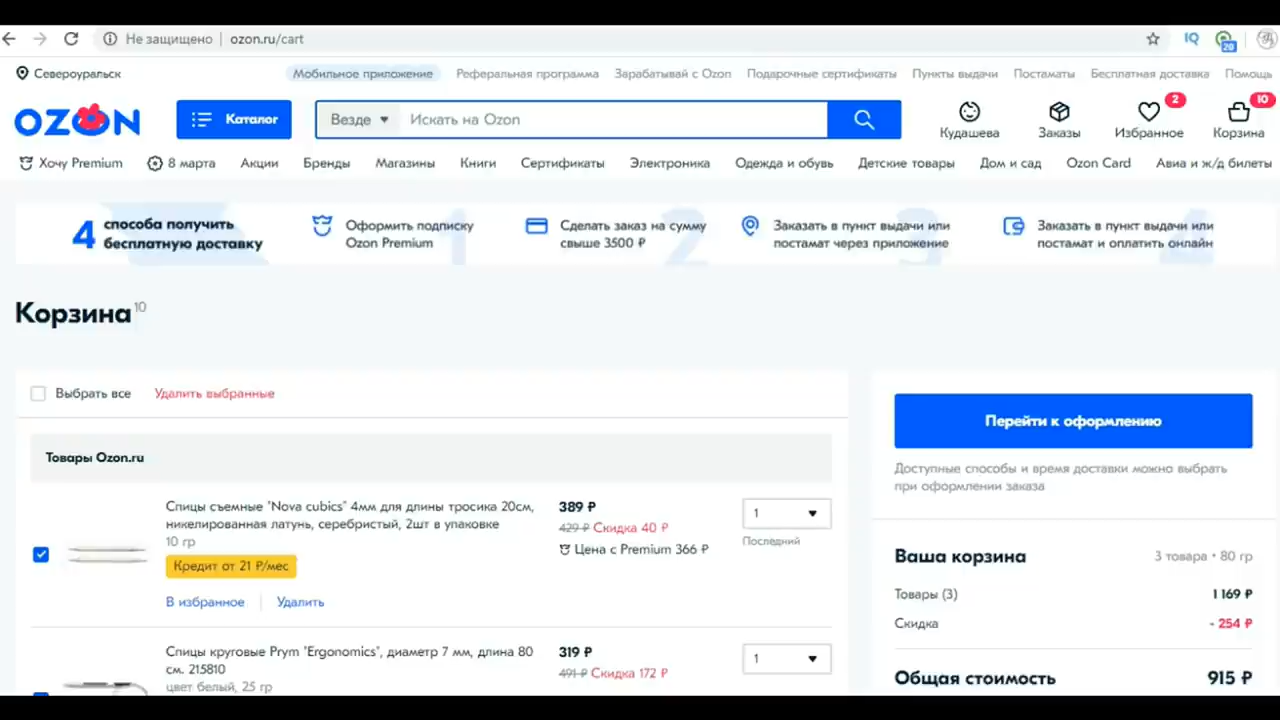 Не защищено | ozon.ru/cart
IQ
20
Североуральск
Мобильное приложение
Реферальная программа
Зарабатывай с Ozon
Подарочные сертификаты
Пункты выдачи
Постаматы
Бесплатная доставка
Помощь
OZON
Каталог
Везде
Искать на Ozon
Кудашева
Заказы
2
Избранное
10
Корзина
Хочу Premium
8 марта
Акции
Бренды
Магазины
Книги
Сертификаты
Электроника
Одежда и обувь
Детские товары
Дом и сад
Ozon Card
Авиа и ж/д билеты
4
способа получить
бесплатную доставку
1
Оформить подписку
Ozon Premium
2
Сделать заказ на сумму
свыше 3500 ₽
3
Заказать в пункт выдачи или
постамат через приложение
4
Заказать в пункт выдачи или
постамат и оплатить онлайн
Корзина 10
Выбрать все
Удалить выбранные
Товары Ozon.ru
Спицы съемные "Nova cubics" 4мм для длины тросика 20см,
никелированная латунь, серебристый, 2шт в упаковке
10 гр
Кредит от 21 ₽/мес
В избранное
Удалить
389 ₽
429 ₽ Скидка 40 ₽
Цена с Premium 366 ₽
1
Последний
Спицы круговые Prym "Ergonomics", диаметр 7 мм, длина 80
см. 215810
цвет белый, 25 гр
319 ₽
491 ₽ Скидка 172 ₽
1
Перейти к оформлению
Доступные способы и время доставки можно выбрать
при оформлении заказа
Ваша корзина
3 товара • 80 гр
Товары (3)
1 169 ₽
Скидка
- 254 ₽
Общая стоимость
915 ₽